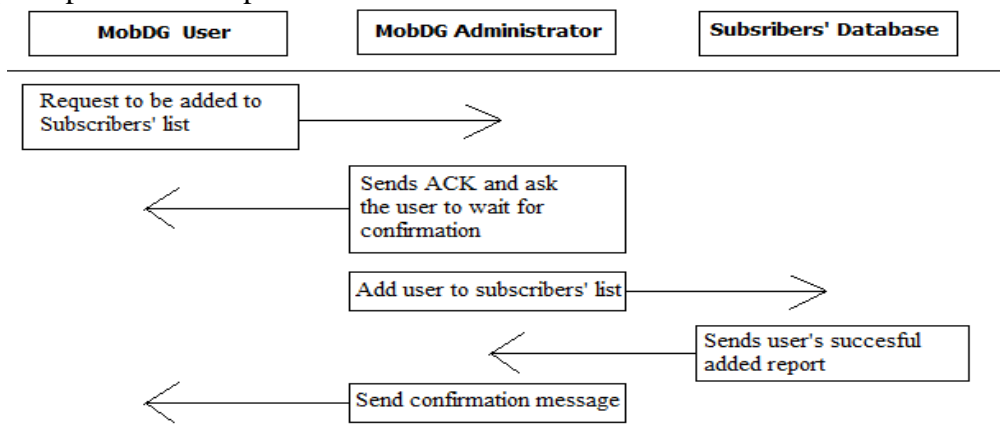 MobDG User
MobDG Administrator
Subsribers' Database
Request to be added to
Subscribers' list
Sends ACK and ask
the user to wait for
confirmation
Add user to subscribers' list
Sends user's succesful
added report
Send confirmation message